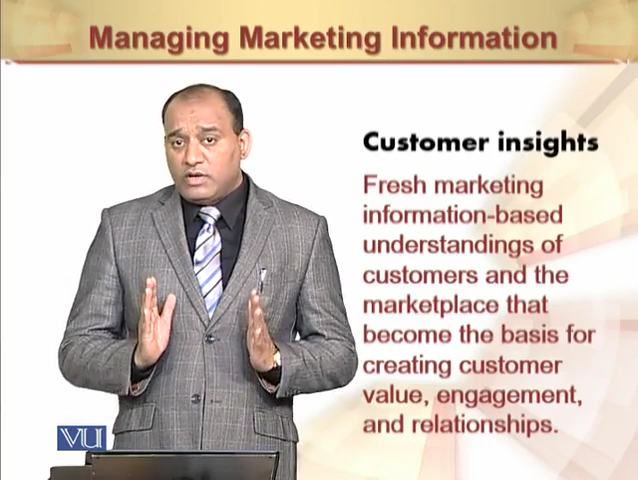 Managing Marketing Information
Customer insights
Fresh marketing
information-based
understandings of
customers and the
marketplace that
become the basis for
creating customer
value, engagement,
and relationships.
VU